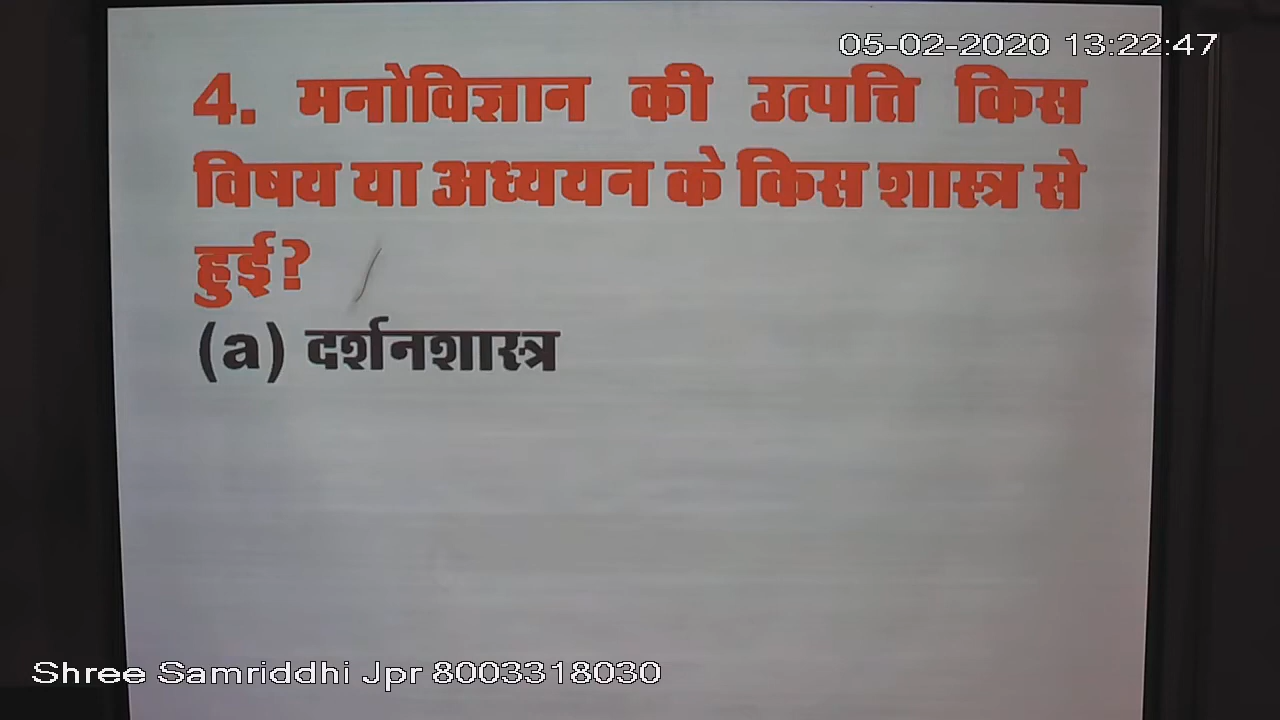 05-02-2020 13:22:47
4. मनोविज्ञान की उत्पत्ति किस
विषय या अध्ययन के किस शास्त्र से
हुई?
(a) दर्शनशास्त्र
Shree Samriddhi Jpr 8003318030